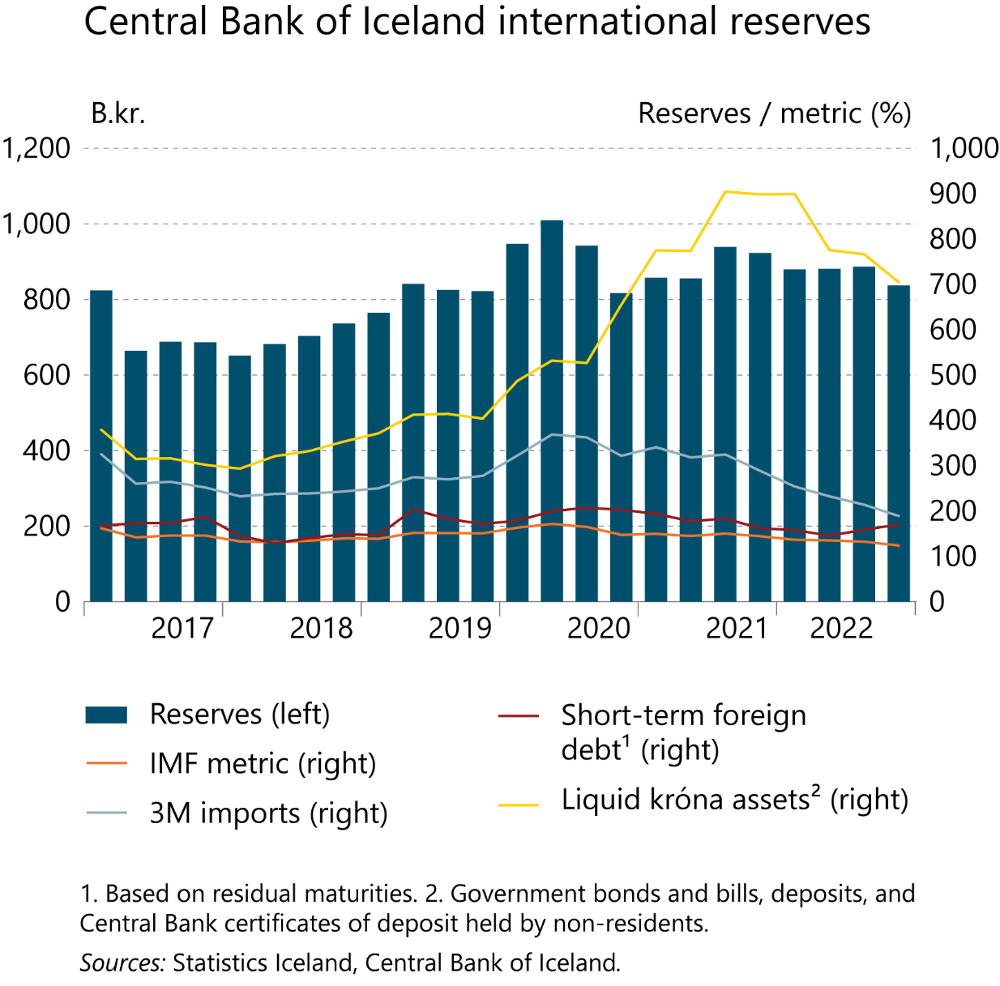 Central Bank of Iceland international reserves
B.kr.
Reserves / metric (%)
1,200
1,000
800
600
400
200
0
1,000
900
800
700
600
500
400
300
200
100
0
2017 2018 2019 2020 2021 2022
Reserves (left)
IMF metric (right)
3M imports (right)
Short-term foreign
debt¹ (right)
Liquid króna assets² (right)
1. Based on residual maturities. 2. Government bonds and bills, deposits, and
Central Bank certificates of deposit held by non-residents.
Sources: Statistics Iceland, Central Bank of Iceland.